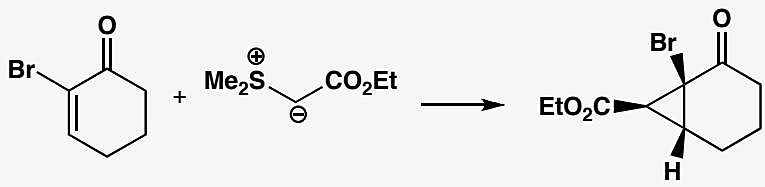 O
Br
+
⊕
Me2S
CO2Et
⊖
O
Br
EtO2C
H